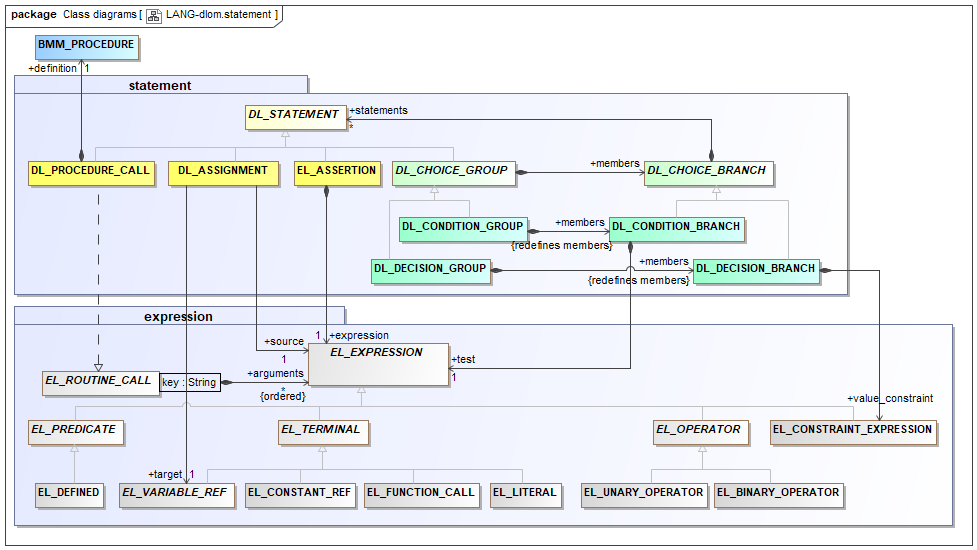 package Class diagrams [ LANG-dlom.statement ]
BMM_PROCEDURE
+definition 1
statement
DL_STATEMENT
+statements
*
DL_PROCEDURE_CALL
DL_ASSIGNMENT
EL_ASSERTION
DL_CHOICE_GROUP
+members
DL_CHOICE_BRANCH
DL_CONDITION_GROUP
+members
{redefines members}
DL_CONDITION_BRANCH
DL_DECISION_GROUP
+members
{redefines members}
DL_DECISION_BRANCH
expression
+source
1
1 +expression
EL_EXPRESSION
+test
1
EL_ROUTINE_CALL
key : String
+arguments
*
{ordered}
+value_constraint
EL_PREDICATE
EL_TERMINAL
EL_OPERATOR
EL_CONSTRAINT_EXPRESSION
+target 1
EL_DEFINED
EL_VARIABLE_REF
EL_CONSTANT_REF
EL_FUNCTION_CALL
EL_LITERAL
EL_UNARY_OPERATOR
EL_BINARY_OPERATOR